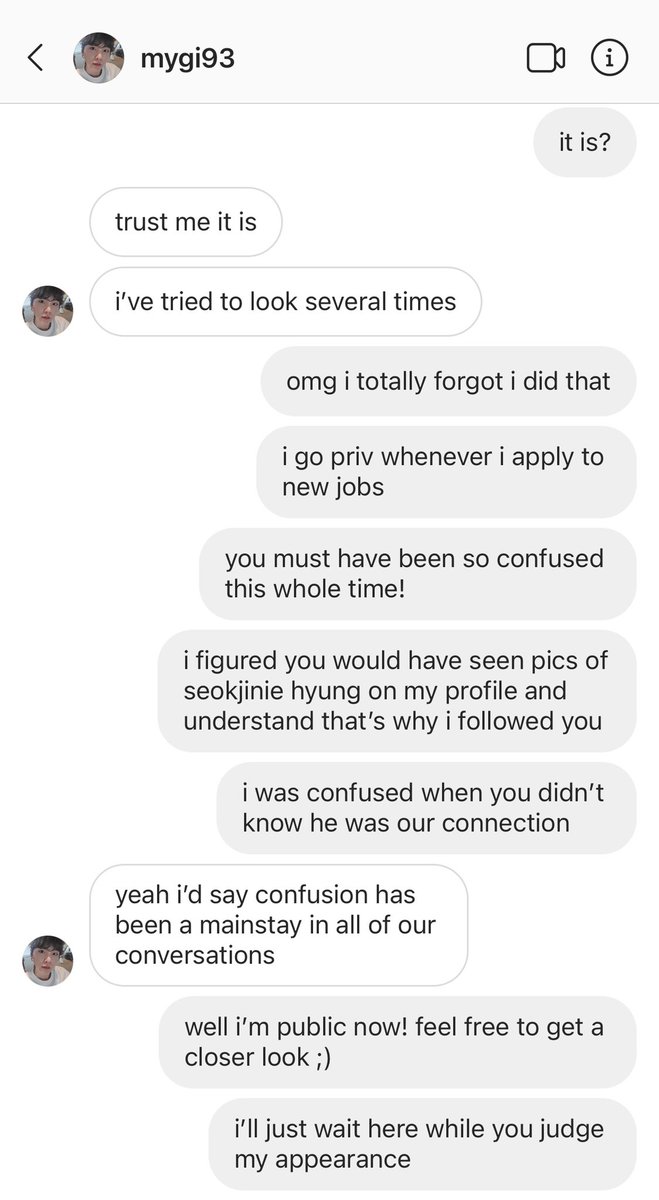 mygi93
it is?
trust me it is
i’ve tried to look several times
omg i totally forgot i did that
i go priv whenever i apply to
new jobs
you must have been so confused
this whole time!
i figured you would have seen pics of
seokjinie hyung on my profile and
understand that’s why i followed you
i was confused when you didn’t
know he was our connection
yeah i’d say confusion has
been a mainstay in all of our
conversations
well i’m public now! feel free to get a
closer look ;)
i’ll just wait here while you judge
my appearance